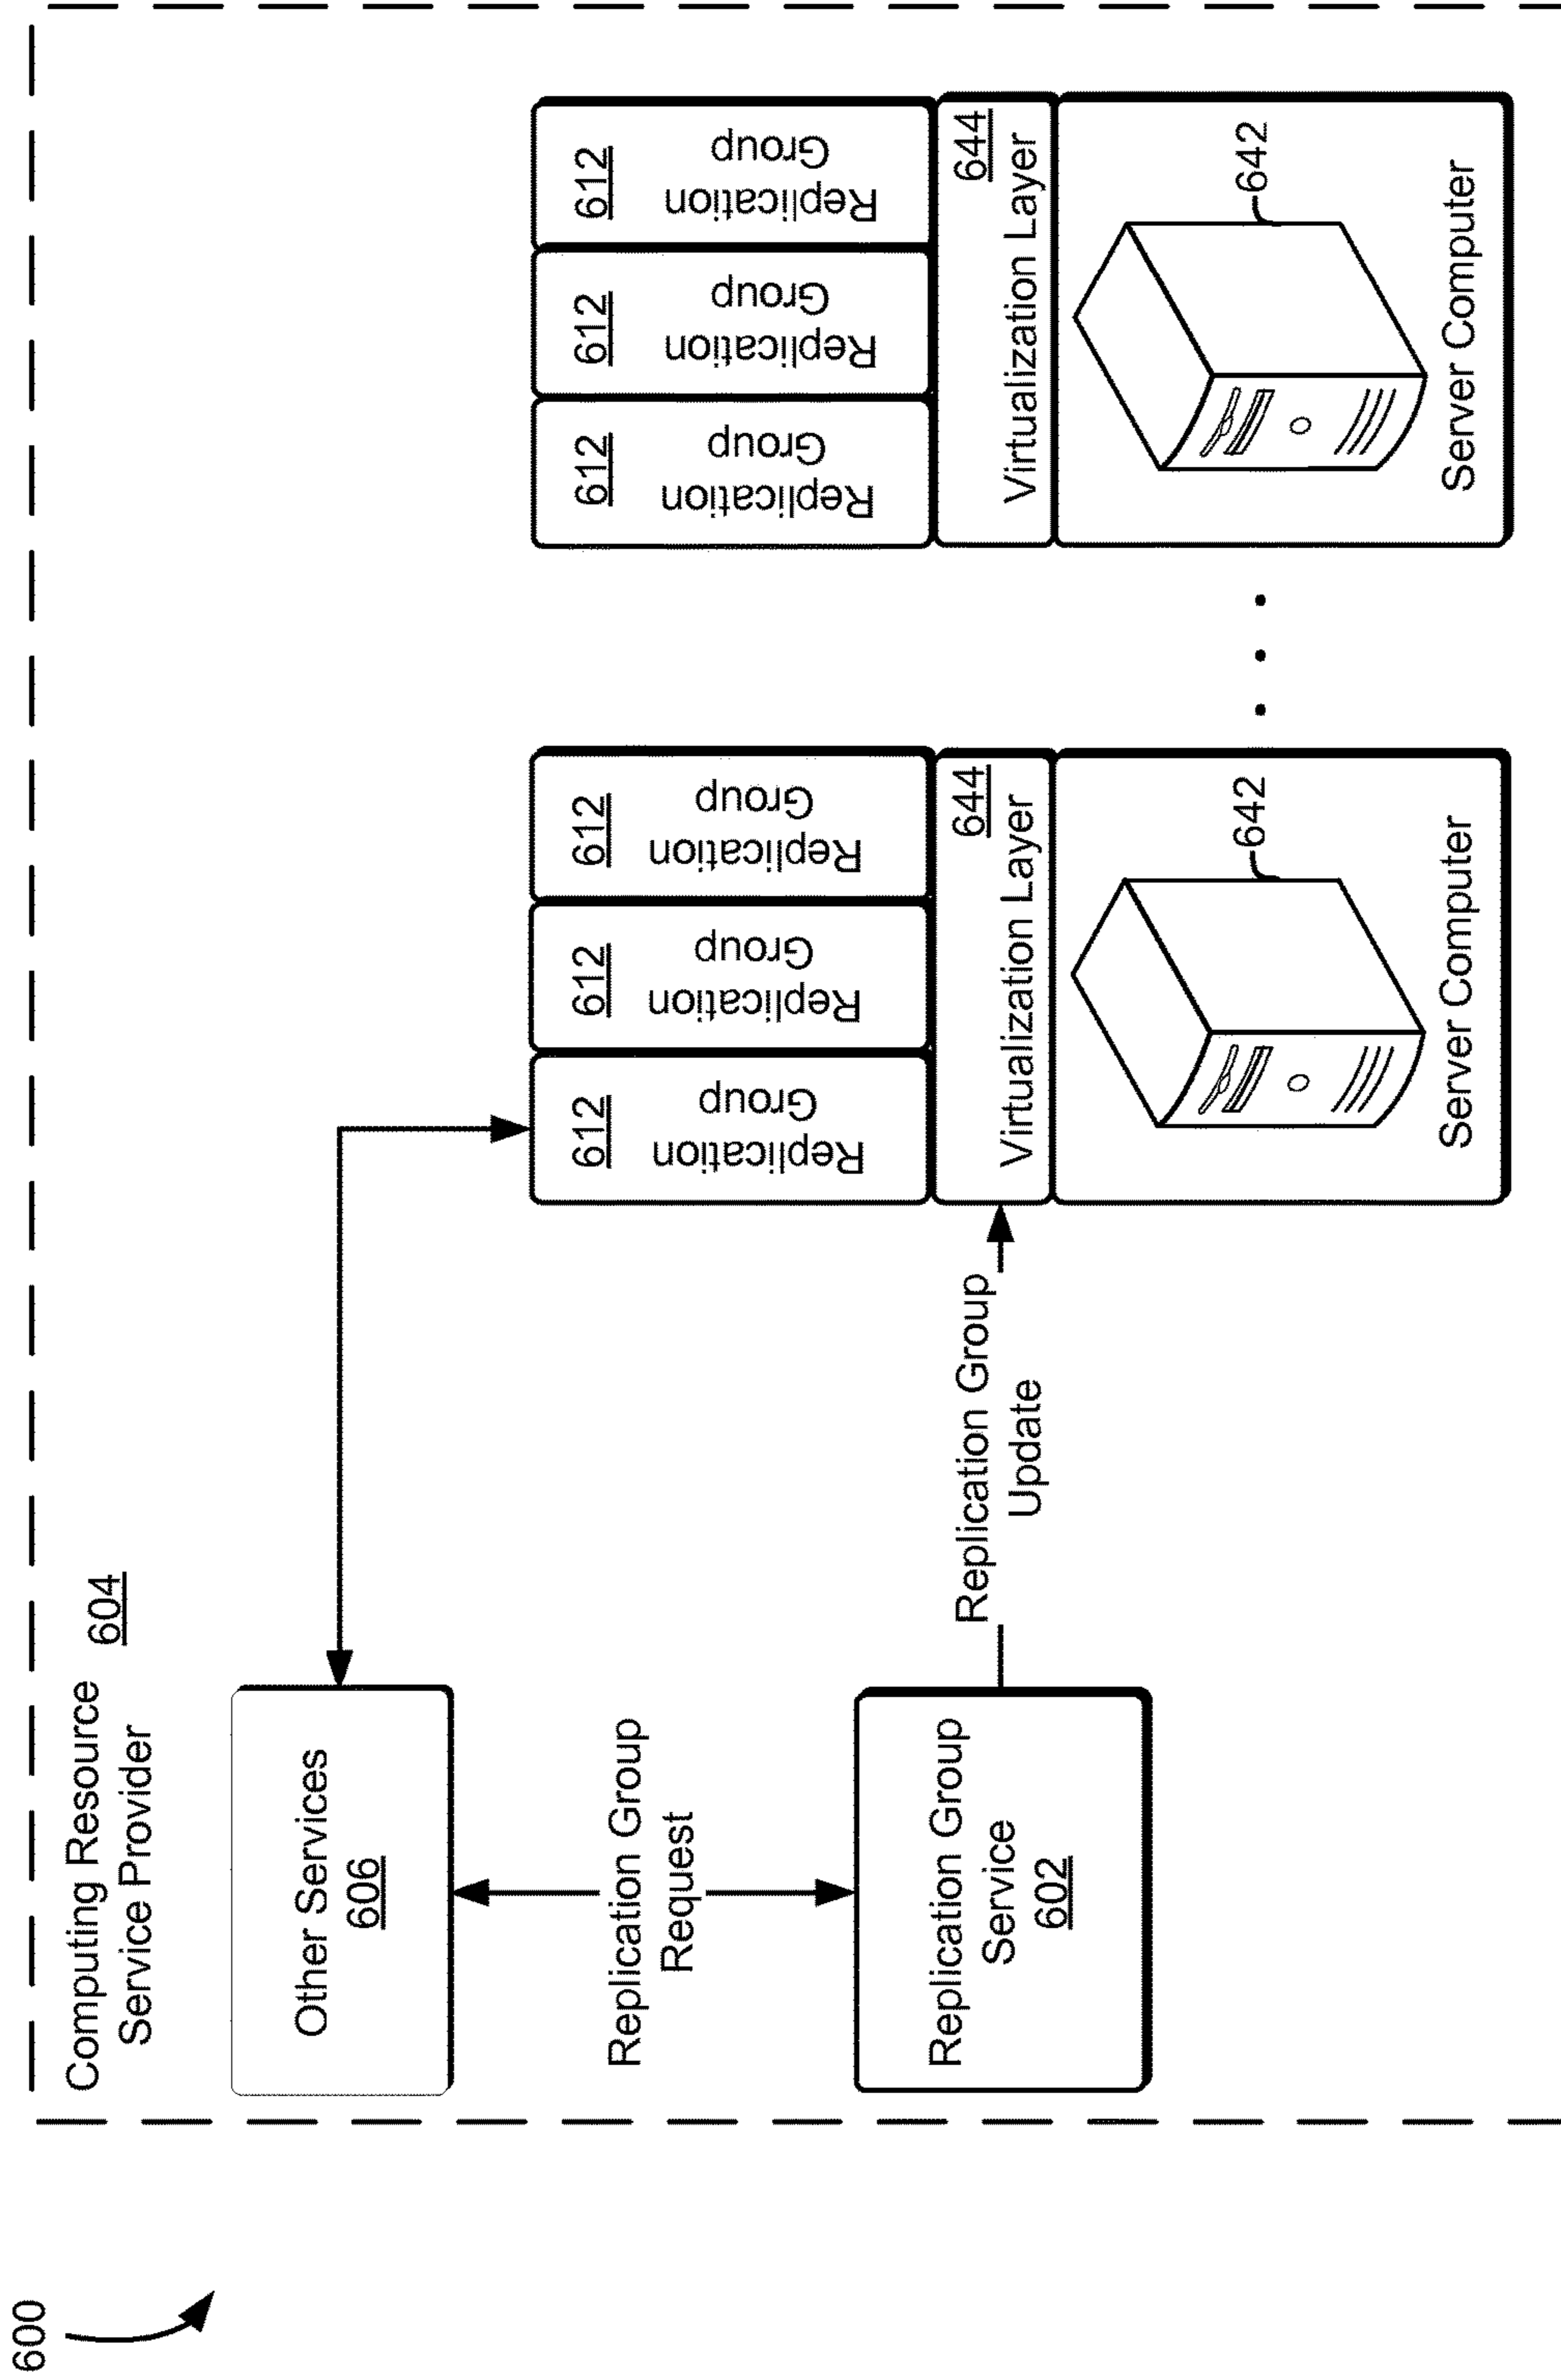 600
Computing Resource
Service Provider
604
Other Services
606
Replication Group
Request
Replication Group
Service
602
Replication Group
Update
612
Replication
Group
612
Replication
Group
612
Replication
Group
644
Virtualization Layer
642
Server Computer
612
Replication
Group
612
Replication
Group
612
Replication
Group
644
Virtualization Layer
642
Server Computer